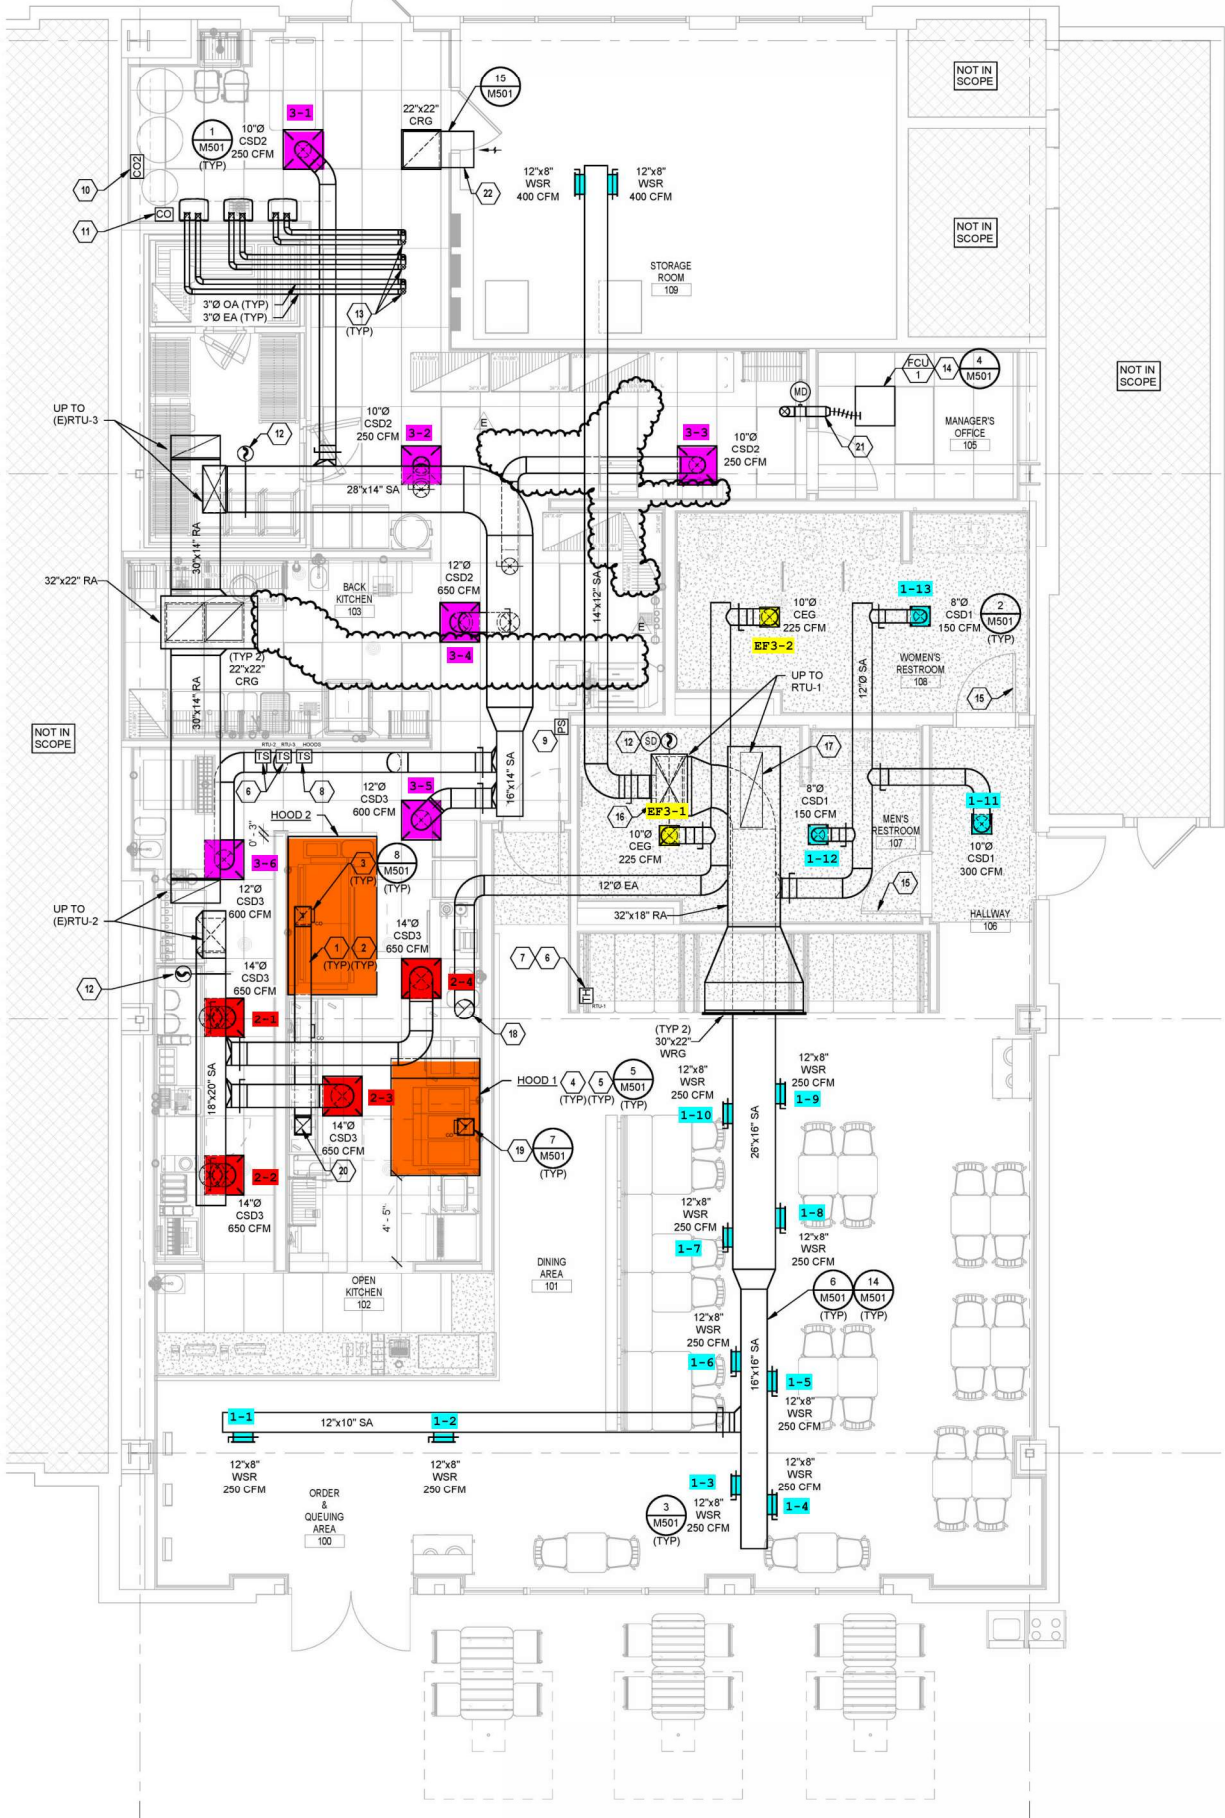 15
M501
NOT IN
SCOPE
3-1
22"x22"
CRG
1
M501
(TYP)
10"Ø
CSD2
250 CFM
CO2
10
22
12"x8"
WSR
400 CFM
12"x8"
WSR
400 CFM
CO
11
NOT IN
SCOPE
STORAGE
ROOM
109
3"Ø OA (TYP)
3"Ø EA (TYP)
13
(TYP)
FCU
1
14
4
M501
NOT IN
SCOPE
UP TO
(E)RTU-3
MD
10"Ø
CSD2
250 CFM
E
12
3-2
3-3
10"Ø
CSD2
250 CFM
21
MANAGER'S
OFFICE
105
28"x14" SA
30"x14" RA
32"x22" RA
BACK
KITCHEN
103
12"Ø
CSD2
650 CFM
14"x12" SA
1-13
10"Ø
CEG
225 CFM
8"Ø
CSD1
150 CFM
2
M501
(TYP)
E
EF3-2
3-4
(TYP 2)
22"x22"
CRG
WOMEN'S
RESTROOM
108
UP TO
RTU-1
12"Ø SA
15
30"x14" RA
NOT IN
SCOPE
RTU-2
RTU-3
HOODS
TS
TS
TS
9
PS
12
SD
17
6
8
3-5
12"Ø
CSD3
600 CFM
16"x14" SA
8"Ø
CSD1
150 CFM
1-11
EF3-1
16
HOOD 2
0' - 3"
10"Ø
CEG
225 CFM
MEN'S
RESTROOM
107
1-12
10"Ø
CSD1
300 CFM
3-6
3
(TYP)
8
M501
(TYP)
12"Ø
CSD3
600 CFM
12"Ø EA
15
UP TO
(E)RTU-2
32"x18" RA
HALLWAY
106
14"Ø
CSD3
650 CFM
1
(TYP)
2
(TYP)
7
6
14"Ø
CSD3
650 CFM
12
2-4
TH
RTU-1
2-1
18
(TYP 2)
30"x22"
WRG
18"x20" SA
HOOD 1
4
(TYP)
5
(TYP)
5
M501
(TYP)
12"x8"
WSR
250 CFM
12"x8"
WSR
250 CFM
2-3
1-10
1-9
14"Ø
CSD3
650 CFM
26"x16" SA
19
7
M501
(TYP)
20
2-2
14"Ø
CSD3
650 CFM
4' - 5"
12"x8"
WSR
250 CFM
1-8
1-7
12"x8"
WSR
250 CFM
DINING
AREA
101
OPEN
KITCHEN
102
6
M501
(TYP)
14
M501
(TYP)
12"x8"
WSR
250 CFM
1-6
16"x16" SA
1-5
12"x8"
WSR
250 CFM
1-1
12"x10" SA
1-2
12"x8"
WSR
250 CFM
12"x8"
WSR
250 CFM
12"x8"
WSR
250 CFM
1-3
ORDER
&
QUEUING
AREA
100
3
M501
(TYP)
12"x8"
WSR
250 CFM
1-4